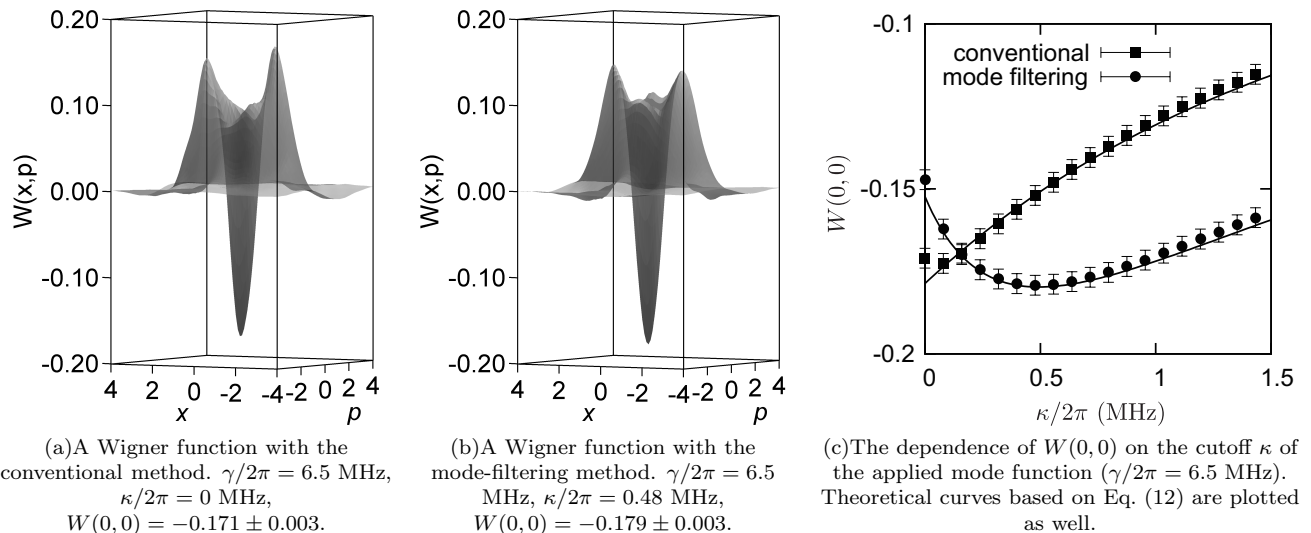 0.20
0.10
0.00
-0.10
-0.20
W(x,p)
4 2 0 -2 -4 -2 0 2 4
x p
(a)A Wigner function with the
conventional method. γ/2π = 6.5 MHz,
κ/2π = 0 MHz,
W(0, 0) = −0.171 ± 0.003.
0.20
0.10
0.00
-0.10
-0.20
W(x,p)
4 2 0 -2 -4 -2 0 2 4
x p
(b)A Wigner function with the
mode-filtering method. γ/2π = 6.5
MHz, κ/2π = 0.48 MHz,
W(0, 0) = −0.179 ± 0.003.
-0.1
-0.15
-0.2
W(0, 0)
conventional
mode filtering
0 0.5 1 1.5
κ/2π (MHz)
(c)The dependence of W(0, 0) on the cutoff κ of
the applied mode function (γ/2π = 6.5 MHz).
Theoretical curves based on Eq. (12) are plotted
as well.